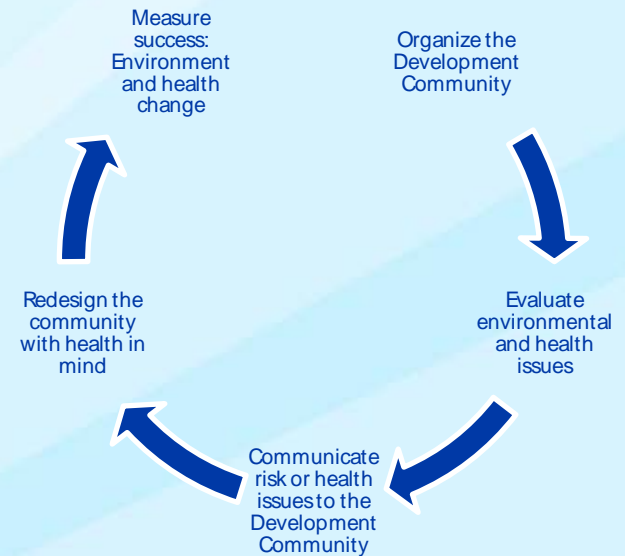 Measure
success:
Environment
and health
change
Organize the
Development
Community
Evaluate
environmental
and health
issues
Communicate
risk or health
issues to the
Development
Community
Redesign the
community
with health in
mind